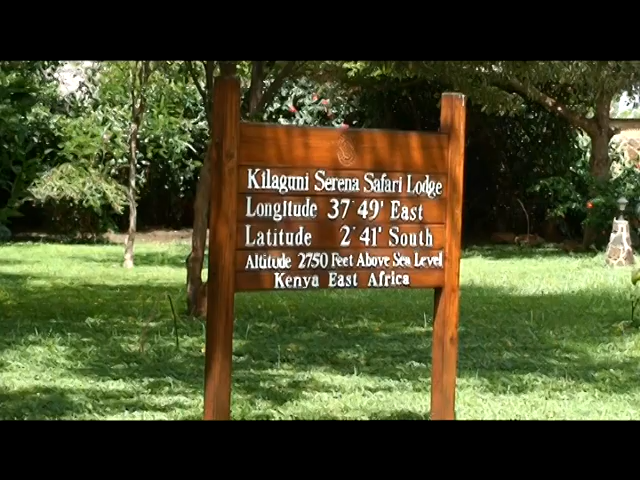 Kilaguni Serena Safari Lodge
Longitude 37°49' East
Latitude 2°41' South
Altitude 2750 Feet Above Sea Level
Kenya East Africa